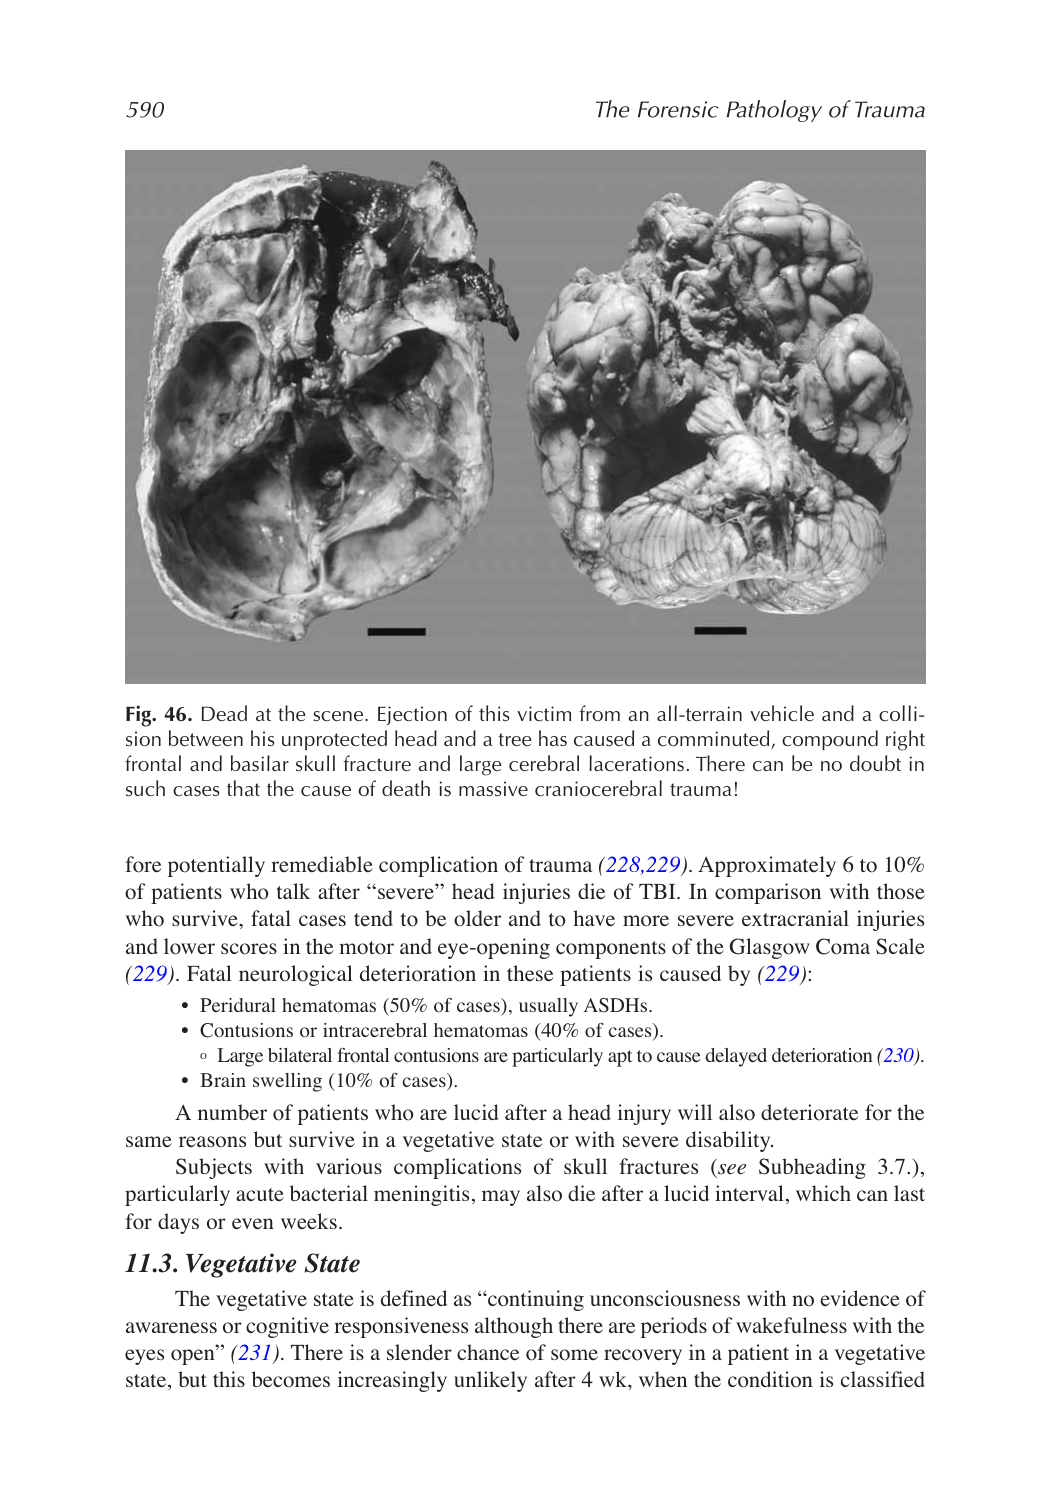 590
The Forensic Pathology of Trauma
Fig. 46. Dead at the scene. Ejection of this victim from an all-terrain vehicle and a colli-
sion between his unprotected head and a tree has caused a comminuted, compound right
frontal and basilar skull fracture and large cerebral lacerations. There can be no doubt in
such cases that the cause of death is massive craniocerebral trauma!
fore potentially remediable complication of trauma (228,229). Approximately 6 to 10%
of patients who talk after “severe” head injuries die of TBI. In comparison with those
who survive, fatal cases tend to be older and to have more severe extracranial injuries
and lower scores in the motor and eye-opening components of the Glasgow Coma Scale
(229). Fatal neurological deterioration in these patients is caused by (229):
• Peridural hematomas (50% of cases), usually ASDHs.
• Contusions or intracerebral hematomas (40% of cases).
◦ Large bilateral frontal contusions are particularly apt to cause delayed deterioration (230).
• Brain swelling (10% of cases).
A number of patients who are lucid after a head injury will also deteriorate for the
same reasons but survive in a vegetative state or with severe disability.
Subjects with various complications of skull fractures (see Subheading 3.7.),
particularly acute bacterial meningitis, may also die after a lucid interval, which can last
for days or even weeks.
11.3. Vegetative State
The vegetative state is defined as “continuing unconsciousness with no evidence of
awareness or cognitive responsiveness although there are periods of wakefulness with the
eyes open” (231). There is a slender chance of some recovery in a patient in a vegetative
state, but this becomes increasingly unlikely after 4 wk, when the condition is classified